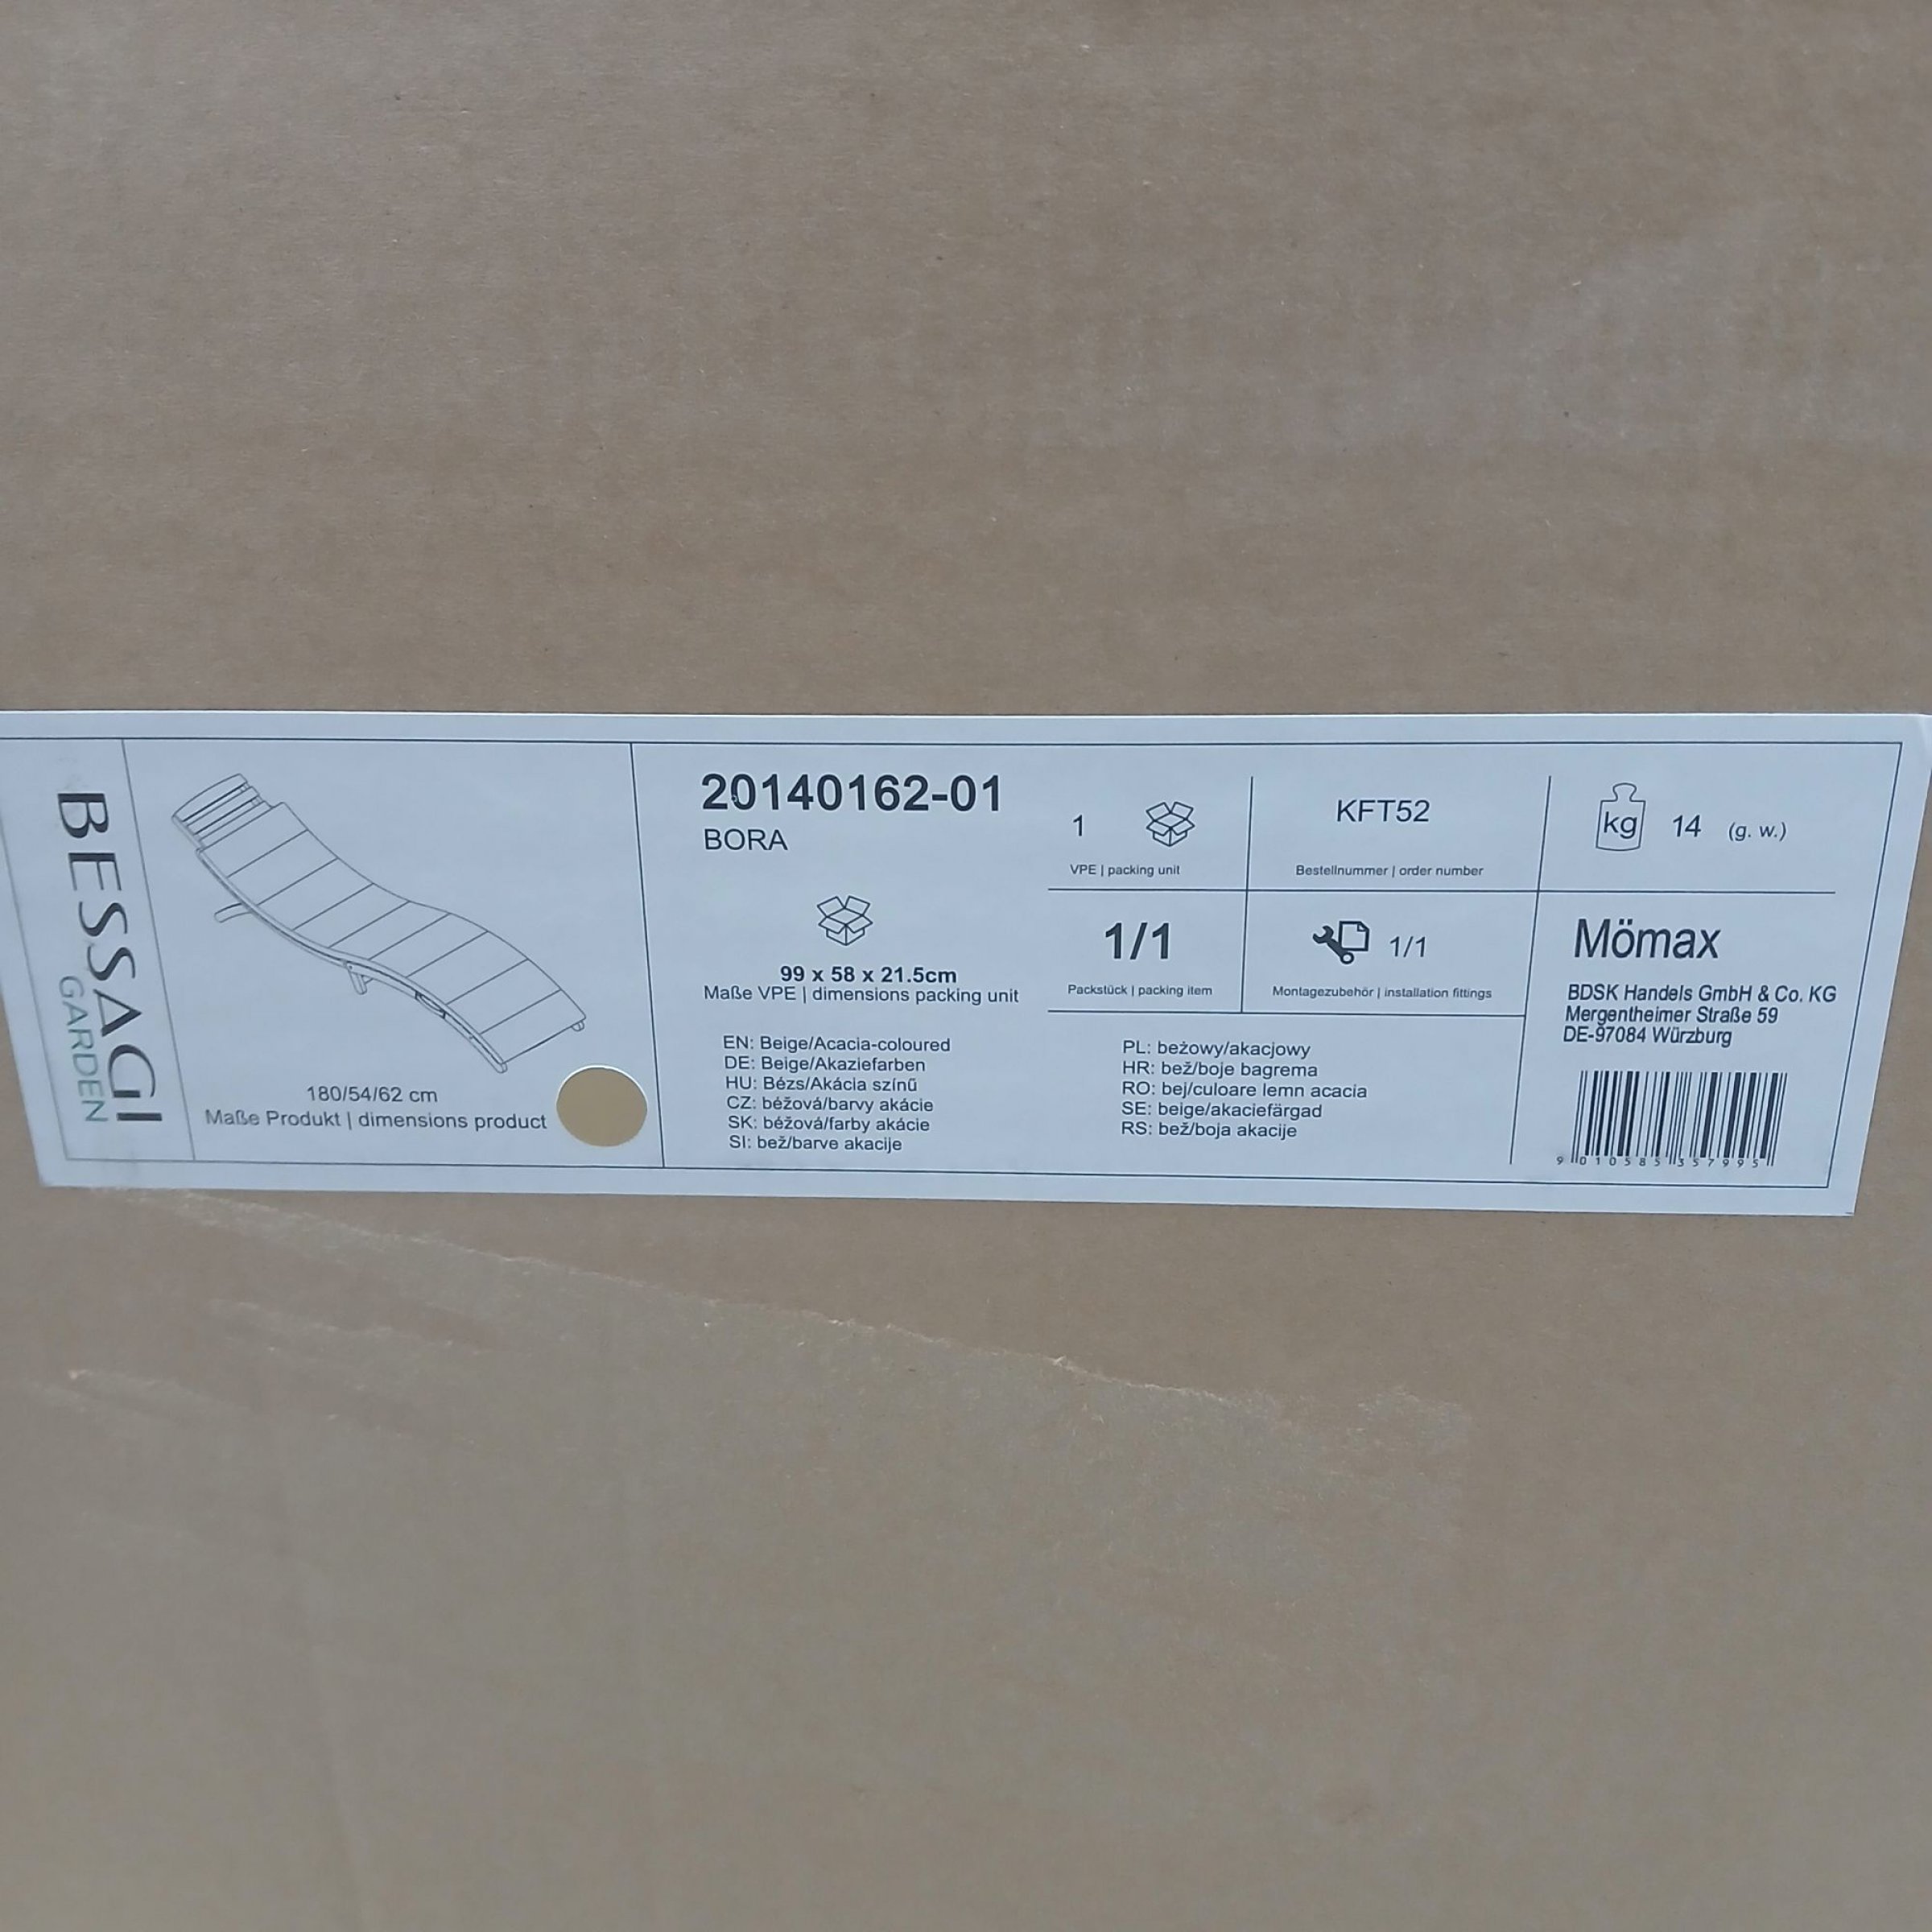 BESSAGI
GARDEN
180/54/62 cm
Maße Produkt | dimensions product
20140162-01
BORA
99 x 58 x 21.5cm
Maße VPE | dimensions packing unit
EN: Beige/Acacia-coloured
DE: Beige/Akaziefarben
HU: Bézs/Akácia színű
CZ: béžová/barvy akácie
SK: béžová/farby akácie
SI: bež/barve akacije
1
VPE | packing unit
KFT52
Bestellnummer | order number
1/1
Packstück | packing item
1/1
Montagezubehör | installation fittings
PL: beżowy/akacjowy
HR: bež/boje bagrema
RO: bej/culoare lemn acacia
SE: beige/akaciefärgad
RS: bež/boja akacije
kg 14 (g. w.)
Mömax
BDSK Handels GmbH & Co. KG
Mergentheimer Straße 59
DE-97084 Würzburg
9 010585 357995